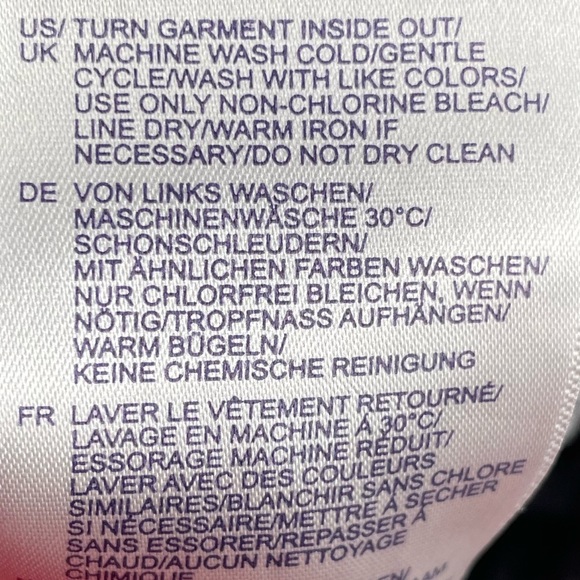 US/ TURN GARMENT INSIDE OUT/
UK MACHINE WASH COLD/GENTLE
CYCLE/WASH WITH LIKE COLORS/
USE ONLY NON-CHLORINE BLEACH/
LINE DRY/WARM IRON IF
NECESSARY/DO NOT DRY CLEAN
DE VON LINKS WASCHEN/
MASCHINENWÄSCHE 30°C/
SCHONSCHLEUDERN/
MIT ÄHNLICHEN FARBEN WASCHEN/
NUR CHLORFREI BLEICHEN, WENN
NÖTIG/TROPFNASS AUFHÄNGEN/
WARM BÜGELN/
KEINE CHEMISCHE REINIGUNG
FR LAVER LE VÊTEMENT RETOURNÉ/
LAVAGE EN MACHINE À 30°C/
ESSORAGE MACHINE RÉDUIT/
LAVER AVEC DES COULEURS
SIMILAIRES/BLANCHIR SANS CHLORE
SI NÉCESSAIRE/METTRE À SECHER
SANS ESSORER/REPASSER À
CHAUD/AUCUN NETTOYAGE
CHIMIQUE